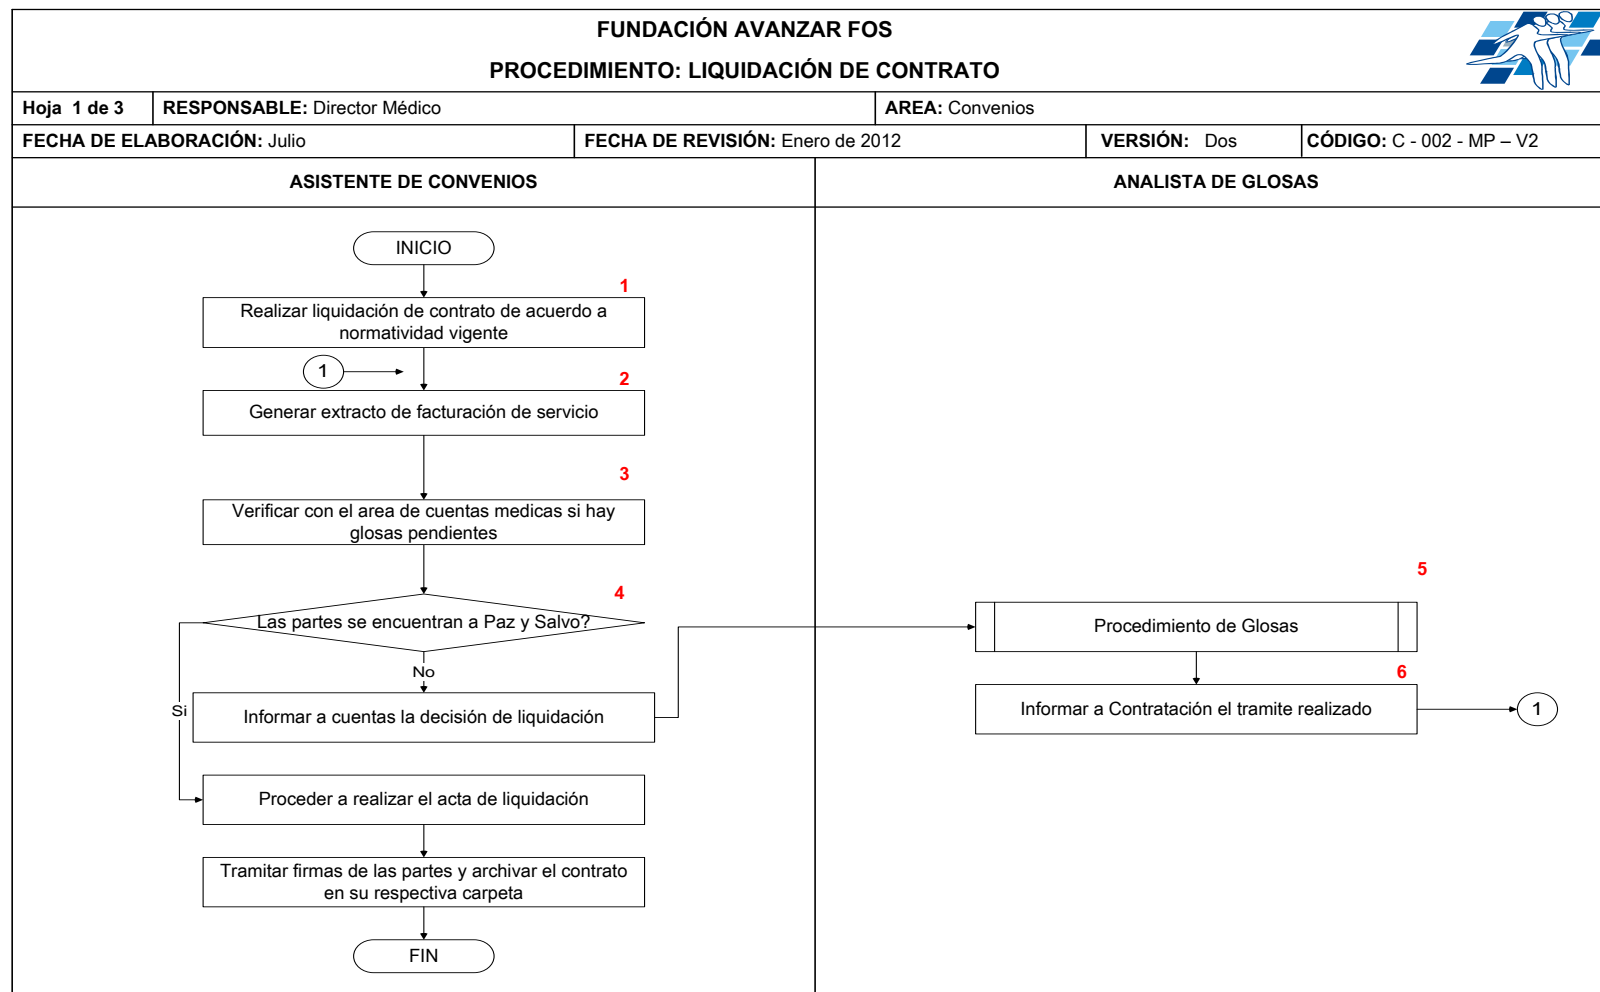 FUNDACIÓN AVANZAR FOS
PROCEDIMIENTO: LIQUIDACIÓN DE CONTRATO
Hoja 1 de 3 RESPONSABLE: Director Médico AREA: Convenios
FECHA DE ELABORACIÓN: Julio FECHA DE REVISIÓN: Enero de 2012 VERSIÓN: Dos CÓDIGO: C - 002 - MP – V2
ASISTENTE DE CONVENIOS ANALISTA DE GLOSAS
INICIO
1
Realizar liquidación de contrato de acuerdo a
normatividad vigente
1
2
Generar extracto de facturación de servicio
3
Verificar con el area de cuentas medicas si hay
glosas pendientes
4
Las partes se encuentran a Paz y Salvo?
No
Si
Informar a cuentas la decisión de liquidación
5
Procedimiento de Glosas
6
Informar a Contratación el tramite realizado
1
Proceder a realizar el acta de liquidación
Tramitar firmas de las partes y archivar el contrato
en su respectiva carpeta
FIN